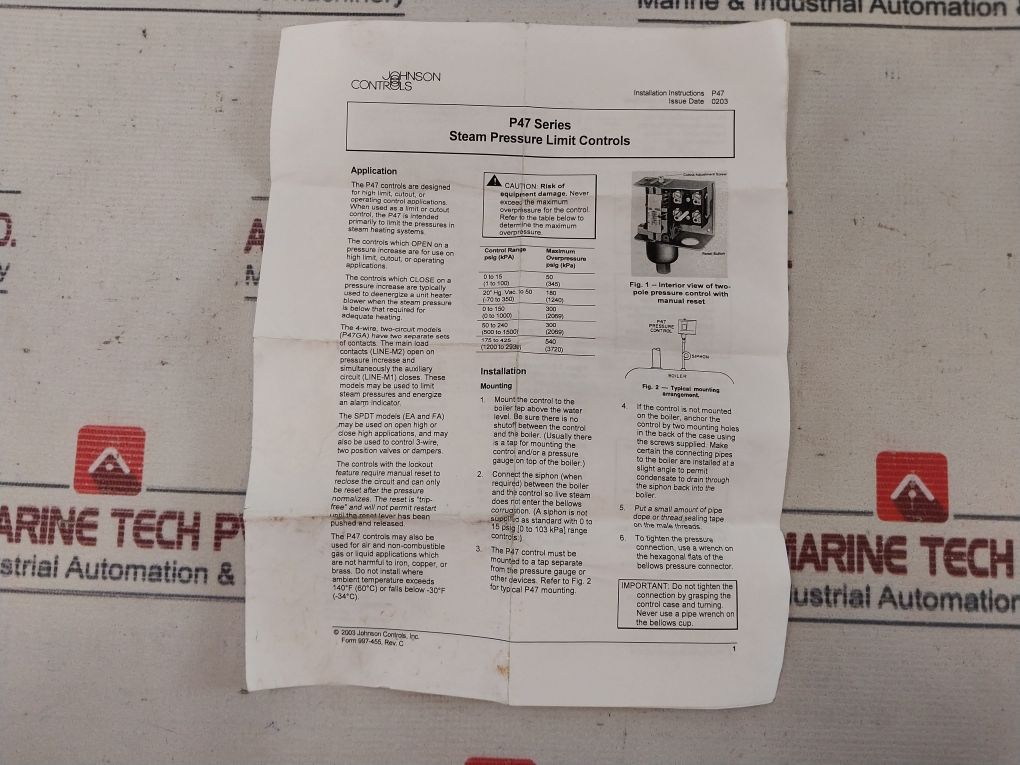 Machinery
Marine & Industrial Automation &
JOHNSON
CONTROLS
Installation Instructions P47
Issue Date 0203
P47 Series
Steam Pressure Limit Controls
Application
The P47 controls are designed
for high limit, cutout, or
operating control applications.
When used as a limit or cutout
control, the P47 is intended
primarily to limit the pressures in
steam heating systems.
The controls which OPEN on a
pressure increase are for use on
high limit, cutout, or operating
applications.
The controls which CLOSE on a
pressure increase are typically
used to deenergize a unit heater
blower when the steam pressure
is below that required for
adequate heating.
The 4-wire, two-circuit models
(P47GA) have two separate sets
of contacts. The main load
contacts (LINE-M2) open on
pressure increase and
simultaneously the auxiliary
circuit (LINE-M1) closes. These
models may be used to limit
steam pressures and energize
an alarm indicator.
The SPDT models (EA and FA)
may be used on open high or
close high applications, and may
also be used to control 3-wire,
two position valves or dampers.
The controls with the lockout
feature require manual reset to
reclose the circuit and can only
be reset after the pressure
normalizes. The reset is "trip-
free" and will not permit restart
until the reset lever has been
pushed and released.
The P47 controls may also be
used for air and non-combustible
gas or liquid applications which
are not harmful to iron, copper, or
brass. Do not install where
ambient temperature exceeds
140°F (60°C) or falls below -30°F
(-34°C).
CAUTION: Risk of
equipment damage. Never
exceed the maximum
overpressure for the control.
Refer to the table below to
determine the maximum
overpressure.
Control Range Maximum
psig (kPA) Overpressure
psig (kPa)
0 to 15 50
(1 to 100) (345)
20" Hg. Vac. to 50 180
(-70 to 350) (1240)
0 to 150 300
(0 to 1000) (2069)
50 to 240 300
(500 to 1500) (2069)
175 to 425 540
(1200 to 2930) (3720)
Installation
Mounting
1. Mount the control to the
boiler tap above the water
level. Be sure there is no
shutoff between the control
and the boiler. (Usually there
is a tap for mounting the
control and/or a pressure
gauge on top of the boiler.)
2. Connect the siphon (when
required) between the boiler
and the control so live steam
does not enter the bellows
corrugation. (A siphon is not
supplied as standard with 0 to
15 psig [0 to 103 kPa] range
controls.)
3. The P47 control must be
mounted to a tap separate
from the pressure gauge or
other devices. Refer to Fig. 2
for typical P47 mounting.
Cutout Adjustment Screw
Reset Button
Fig. 1 – Interior view of two-
pole pressure control with
manual reset
P47
PRESSURE
CONTROL
SIPHON
BOILER
Fig. 2 — Typical mounting
arrangement.
4. If the control is not mounted
on the boiler, anchor the
control by two mounting holes
in the back of the case using
the screws supplied. Make
certain the connecting pipes
to the boiler are installed at a
slight angle to permit
condensate to drain through
the siphon back into the
boiler.
5. Put a small amount of pipe
dope or thread sealing tape
on the male threads.
6. To tighten the pressure
connection, use a wrench on
the hexagonal flats of the
bellows pressure connector.
IMPORTANT: Do not tighten the
connection by grasping the
control case and turning.
Never use a pipe wrench on
the bellows cup.
© 2003 Johnson Controls, Inc.
Form 997-455, Rev. C
1
ARINE TECH P
strial Automation &
MARINE TECH
ustrial Automation